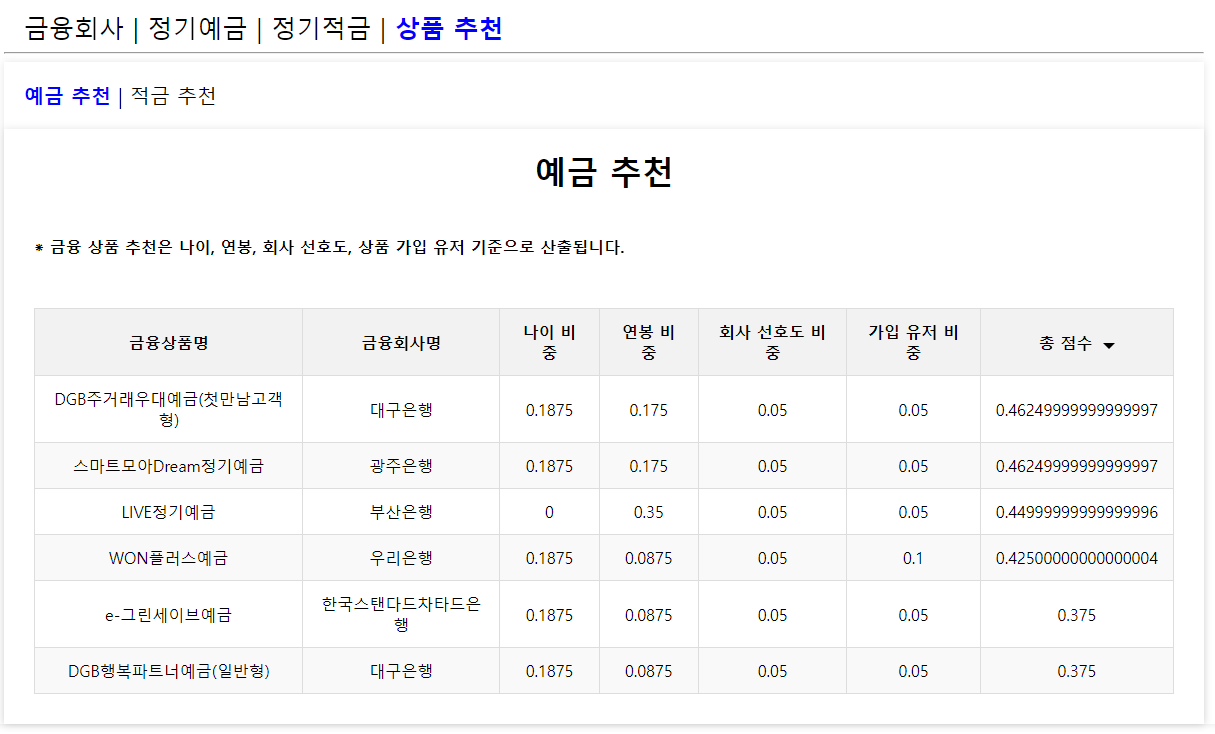 금융회사 | 정기예금 | 정기적금 | 상품 추천
예금 추천 | 적금 추천
예금 추천
* 금융 상품 추천은 나이, 연봉, 회사 선호도, 상품 가입 유저 기준으로 산출됩니다.
금융상품명 금융회사명 나이 비중 연봉 비중 회사 선호도 비중 가입 유저 비중 총 점수
DGB주거래우대예금(첫만남고객형) 대구은행 0.1875 0.175 0.05 0.05 0.46249999999999997
스마트모아Dream정기예금 광주은행 0.1875 0.175 0.05 0.05 0.46249999999999997
LIVE정기예금 부산은행 0 0.35 0.05 0.05 0.44999999999999996
WON플러스예금 우리은행 0.1875 0.0875 0.05 0.1 0.42500000000000004
e-그린세이브예금 한국스탠다드차타드은행 0.1875 0.0875 0.05 0.05 0.375
DGB행복파트너예금(일반형) 대구은행 0.1875 0.0875 0.05 0.05 0.375